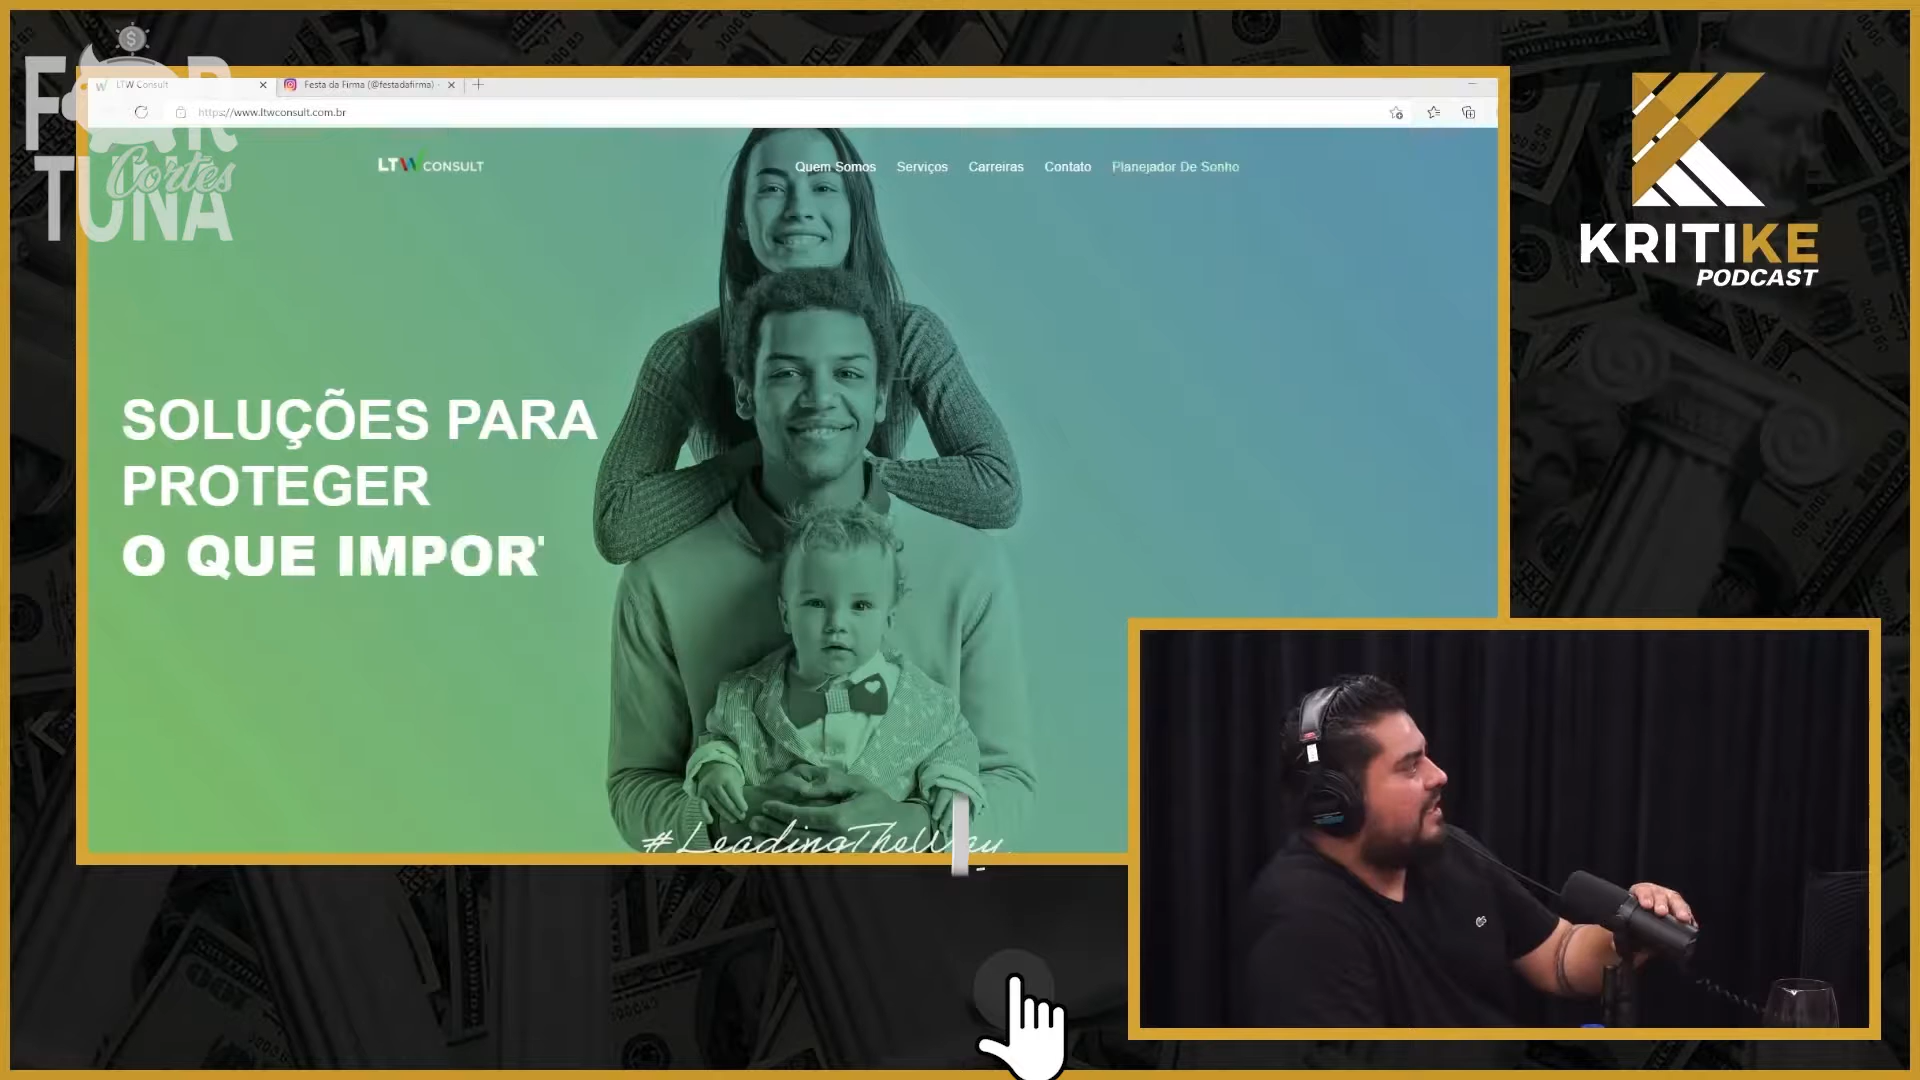 FORTUNA
Cortes
LTW Consult
Festa da Firma (@festadafirma) ·
https://www.ltwconsult.com.br
LTW CONSULT
Quem Somos Serviços Carreiras Contato Planejador De Sonho
SOLUÇÕES PARA
PROTEGER
O QUE IMPOR
#LeadingTheWay
KRITIKE
PODCAST